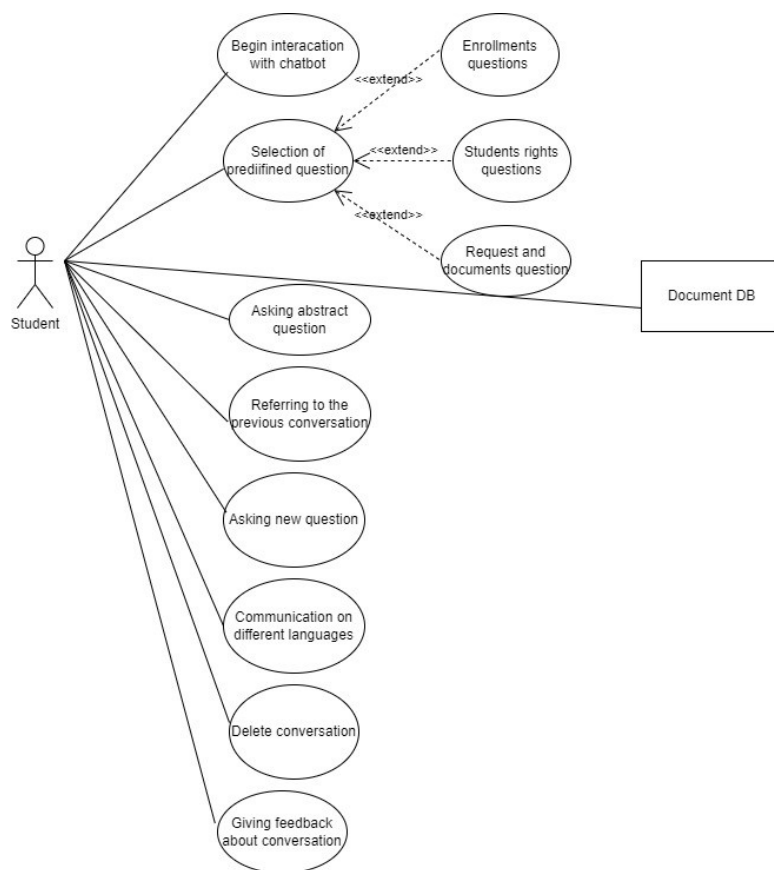 Begin interacation
with chatbot
Enrollments
questions
<<extend>>
Selection of
prediifined question
<<extend>>
Students rights
questions
<<extend>>
Request and
documents question
Student
Document DB
Asking abstract
question
Referring to the
previous conversation
Asking new question
Communication on
different languages
Delete conversation
Giving feedback
about conversation